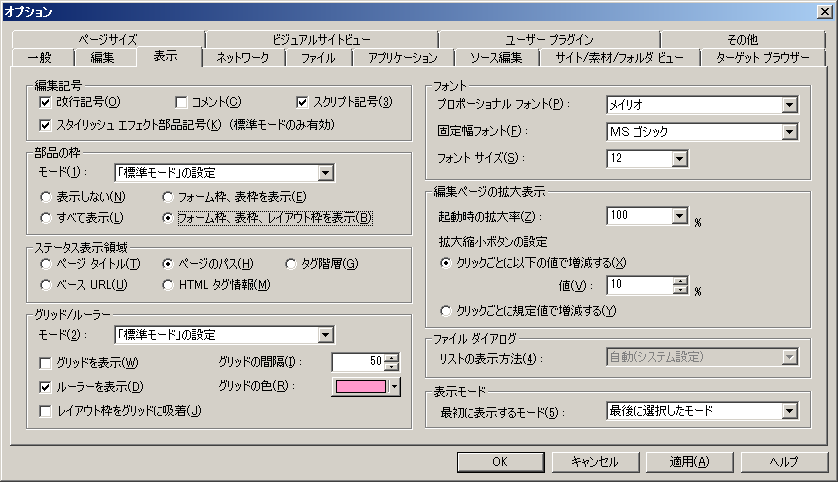 オプション
ページサイズ ビジュアルサイトビュー ユーザー プラグイン その他
一般 編集 表示 ネットワーク ファイル アプリケーション ソース編集 サイト/素材/フォルダ ビュー ターゲット ブラウザー
編集記号
改行記号(O) コメント(C) スクリプト記号(3)
スタイリッシュ エフェクト部品記号(K) (標準モードのみ有効)
部品の枠
モード(1): 「標準モード」の設定
表示しない(N) フォーム枠、表枠を表示(E)
すべて表示(L) フォーム枠、表枠、レイアウト枠を表示(B)
ステータス表示領域
ページ タイトル(T) ページのパス(H) タグ階層(G)
ベース URL(U) HTML タグ情報(M)
グリッド/ルーラー
モード(2): 「標準モード」の設定
グリッドを表示(W) グリッドの間隔(I): 50
ルーラーを表示(D) グリッドの色(R):
レイアウト枠をグリッドに吸着(J)
フォント
プロポーショナル フォント(P): メイリオ
固定幅フォント(F): MS ゴシック
フォント サイズ(S): 12
編集ページの拡大表示
起動時の拡大率(Z): 100 %
拡大縮小ボタンの設定
クリックごとに以下の値で増減する(X)
値(V): 10 %
クリックごとに規定値で増減する(Y)
ファイル ダイアログ
リストの表示方法(4): 自動(システム設定)
表示モード
最初に表示するモード(5): 最後に選択したモード
OK キャンセル 適用(A) ヘルプ